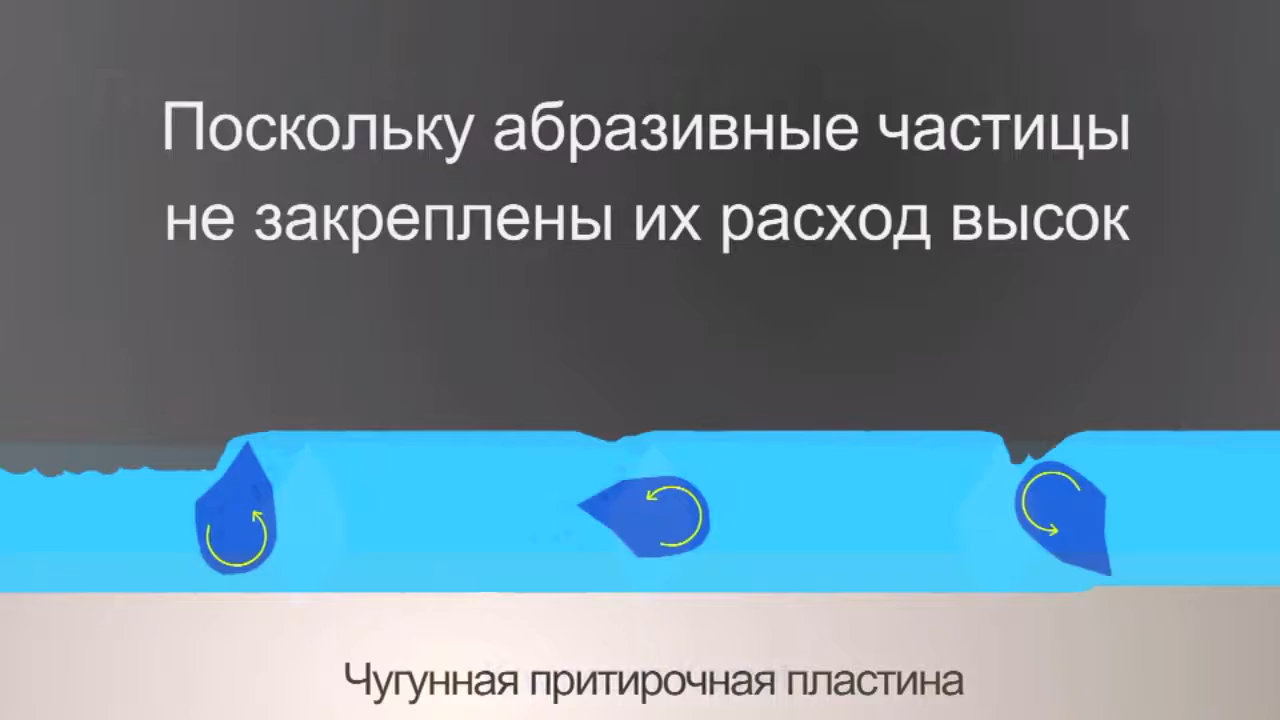 Поскольку абразивные частицы
не закреплены их расход высок
Чугунная притирочная пластина